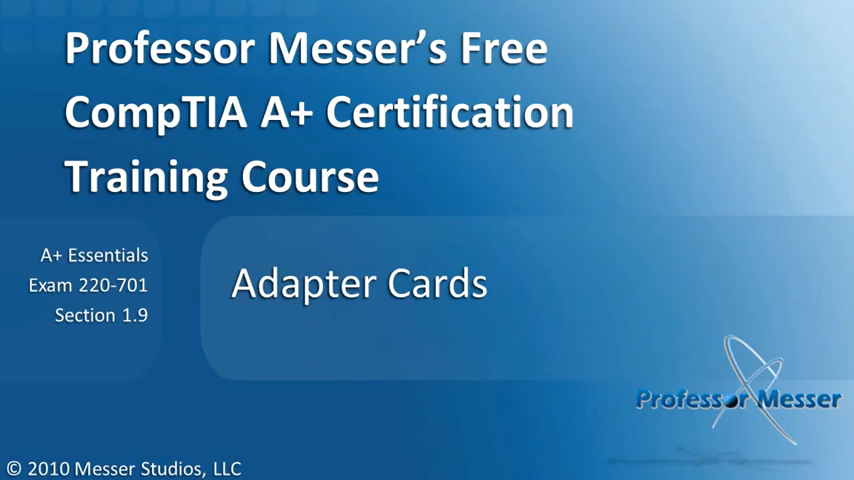 Professor Messer's Free
CompTIA A+ Certification
Training Course
A+ Essentials
Exam 220-701
Section 1.9
Adapter Cards
Professor Messer
© 2010 Messer Studios, LLC